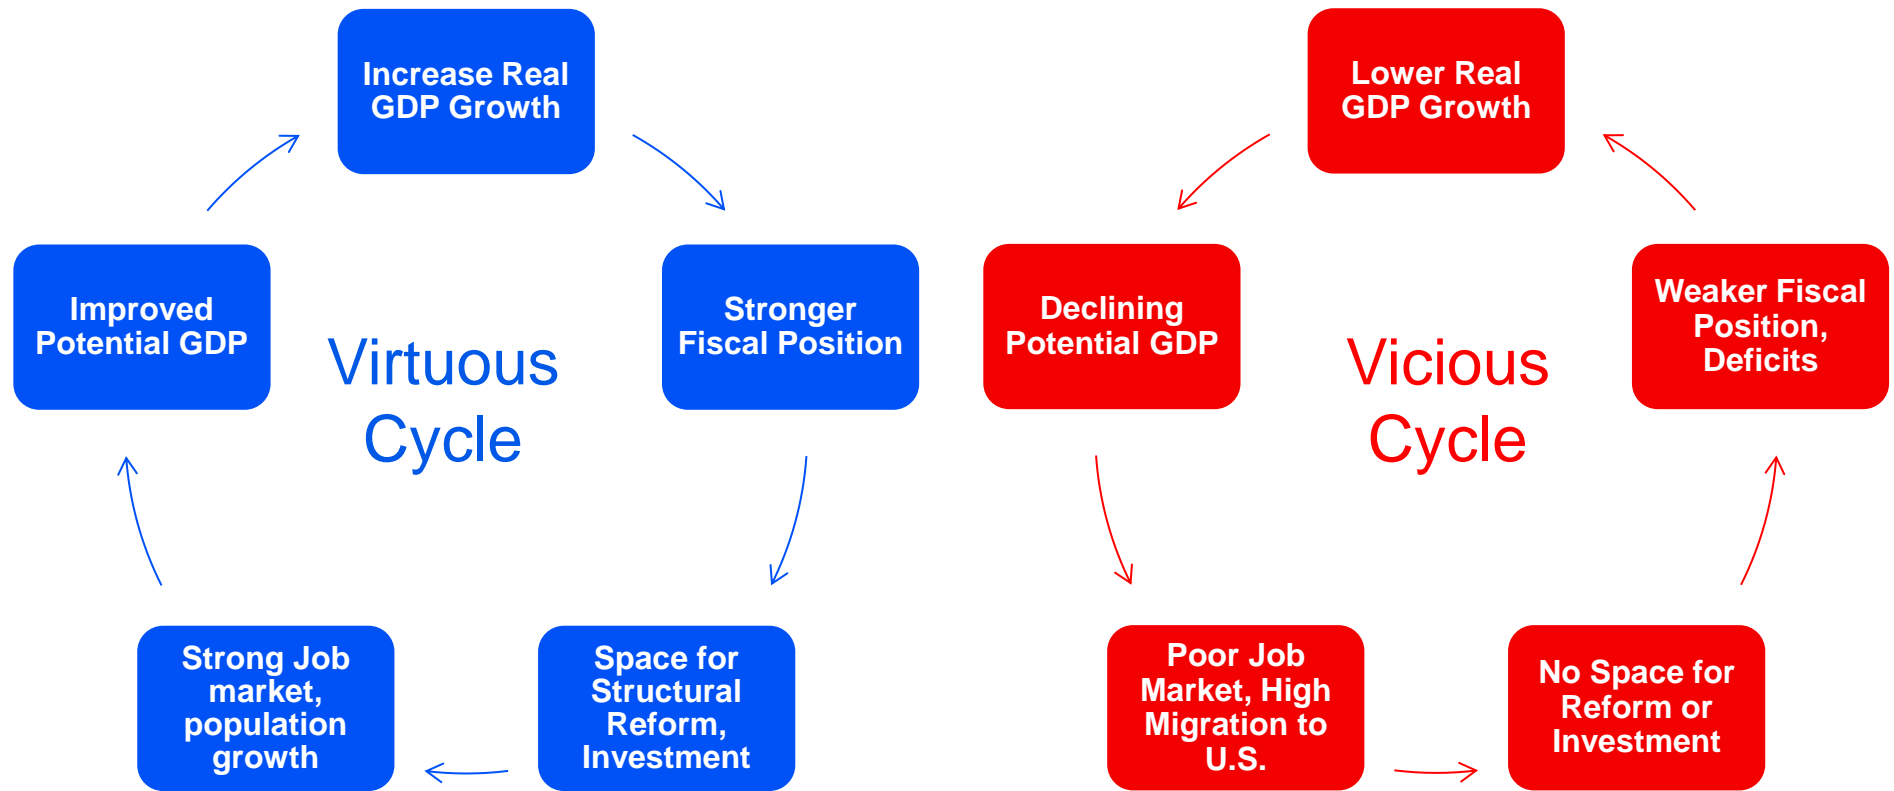 Increase Real
GDP Growth
Stronger
Fiscal Position
Space for
Structural
Reform,
Investment
Strong Job
market,
population
growth
Improved
Potential GDP
Virtuous
Cycle
Lower Real
GDP Growth
Declining
Potential GDP
Poor Job
Market, High
Migration to
U.S.
No Space for
Reform or
Investment
Weaker Fiscal
Position,
Deficits
Vicious
Cycle